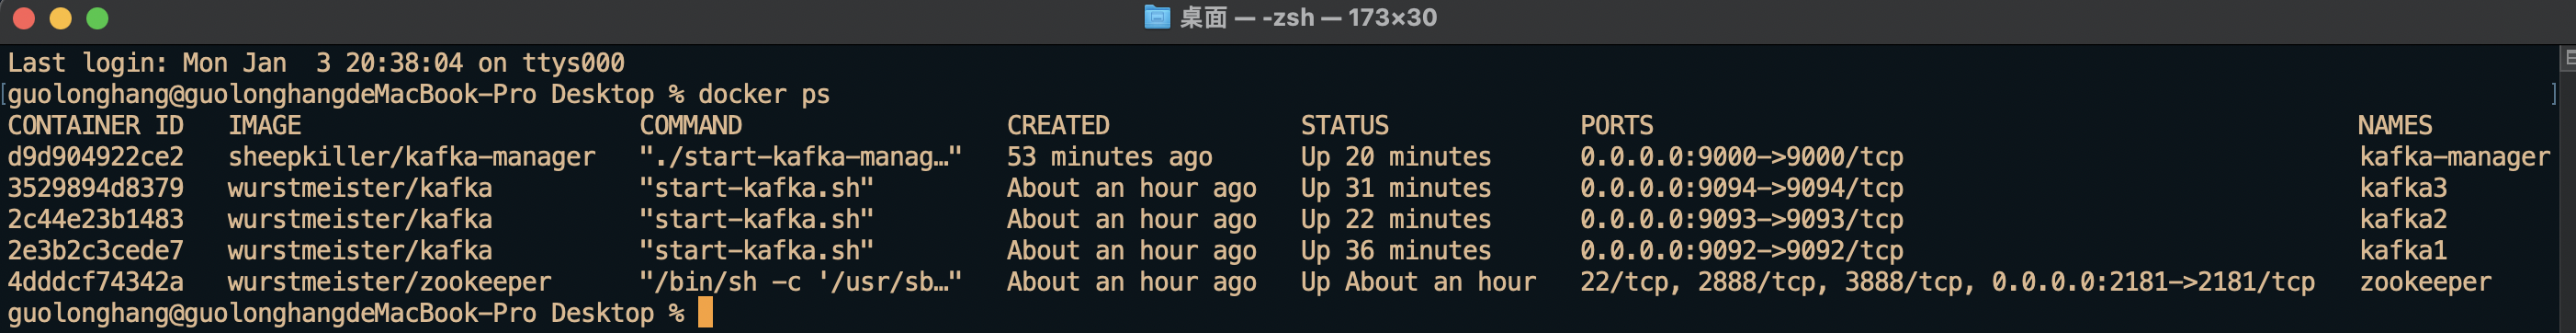 桌面 — -zsh — 173×30
Last login: Mon Jan  3 20:38:04 on ttys000
[guolonghang@guolonghangdeMacBook-Pro Desktop % docker ps ]
CONTAINER ID   IMAGE                       COMMAND                  CREATED             STATUS             PORTS                                                NAMES
d9d904922ce2   sheepkiller/kafka-manager   "./start-kafka-manag…"   53 minutes ago      Up 20 minutes      0.0.0.0:9000->9000/tcp                               kafka-manager
3529894d8379   wurstmeister/kafka          "start-kafka.sh"         About an hour ago   Up 31 minutes      0.0.0.0:9094->9094/tcp                               kafka3
2c44e23b1483   wurstmeister/kafka          "start-kafka.sh"         About an hour ago   Up 22 minutes      0.0.0.0:9093->9093/tcp                               kafka2
2e3b2c3cede7   wurstmeister/kafka          "start-kafka.sh"         About an hour ago   Up 36 minutes      0.0.0.0:9092->9092/tcp                               kafka1
4dddcf74342a   wurstmeister/zookeeper      "/bin/sh -c '/usr/sb…"   About an hour ago   Up About an hour   22/tcp, 2888/tcp, 3888/tcp, 0.0.0.0:2181->2181/tcp   zookeeper
guolonghang@guolonghangdeMacBook-Pro Desktop %